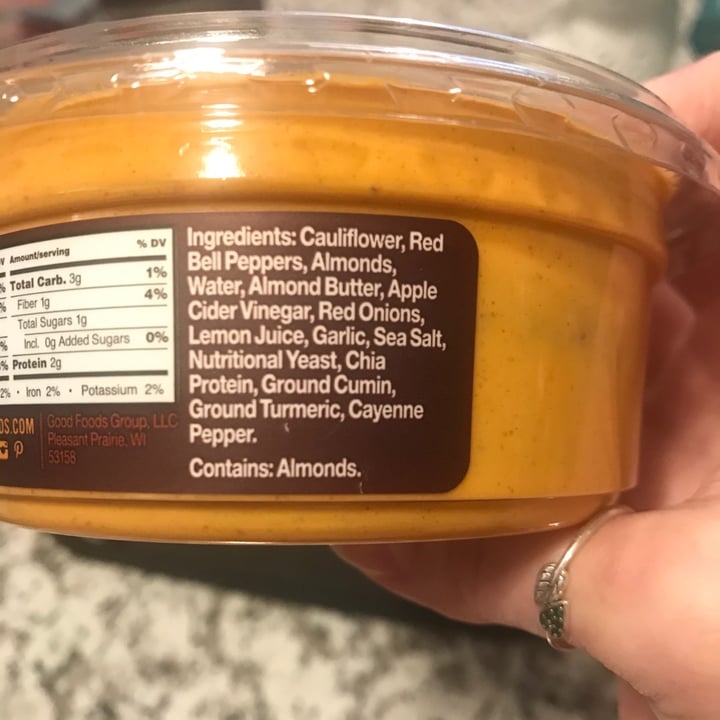 Amount/serving % DV
Total Carb. 3g 1%
Fiber 1g 4%
Total Sugars 1g
Incl. 0g Added Sugars 0%
Protein 2g
2% • Iron 2% • Potassium 2%
DS.COM
Good Foods Group, LLC
Pleasant Prairie, WI
53158
Ingredients: Cauliflower, Red
Bell Peppers, Almonds,
Water, Almond Butter, Apple
Cider Vinegar, Red Onions,
Lemon Juice, Garlic, Sea Salt,
Nutritional Yeast, Chia
Protein, Ground Cumin,
Ground Turmeric, Cayenne
Pepper.
Contains: Almonds.